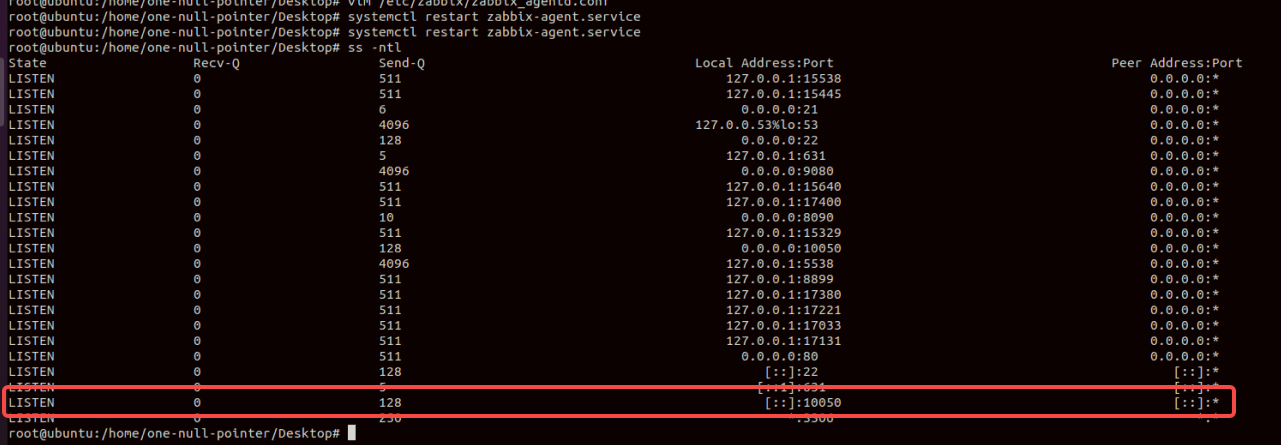 root@ubuntu:/home/one-null-pointer/Desktop# vim /etc/zabbix/zabbix_agentd.conf
root@ubuntu:/home/one-null-pointer/Desktop# systemctl restart zabbix-agent.service
root@ubuntu:/home/one-null-pointer/Desktop# systemctl restart zabbix-agent.service
root@ubuntu:/home/one-null-pointer/Desktop# ss -ntl
State Recv-Q Send-Q Local Address:Port Peer Address:Port
LISTEN 0 511 127.0.0.1:15538 0.0.0.0:*
LISTEN 0 511 127.0.0.1:15445 0.0.0.0:*
LISTEN 0 6 0.0.0.0:21 0.0.0.0:*
LISTEN 0 4096 127.0.0.53%lo:53 0.0.0.0:*
LISTEN 0 128 0.0.0.0:22 0.0.0.0:*
LISTEN 0 5 127.0.0.1:631 0.0.0.0:*
LISTEN 0 4096 0.0.0.0:9080 0.0.0.0:*
LISTEN 0 511 127.0.0.1:15640 0.0.0.0:*
LISTEN 0 511 127.0.0.1:17400 0.0.0.0:*
LISTEN 0 10 0.0.0.0:8090 0.0.0.0:*
LISTEN 0 511 127.0.0.1:15329 0.0.0.0:*
LISTEN 0 128 0.0.0.0:10050 0.0.0.0:*
LISTEN 0 4096 127.0.0.1:5538 0.0.0.0:*
LISTEN 0 511 127.0.0.1:8899 0.0.0.0:*
LISTEN 0 511 127.0.0.1:17380 0.0.0.0:*
LISTEN 0 511 127.0.0.1:17221 0.0.0.0:*
LISTEN 0 511 127.0.0.1:17033 0.0.0.0:*
LISTEN 0 511 127.0.0.1:17131 0.0.0.0:*
LISTEN 0 511 0.0.0.0:80 0.0.0.0:*
LISTEN 0 128 [::]:22 [::]:*
LISTEN 0 5 [::1]:631 [::]:*
LISTEN 0 128 [::]:10050 [::]:*
LISTEN 0
root@ubuntu:/home/one-null-pointer/Desktop#